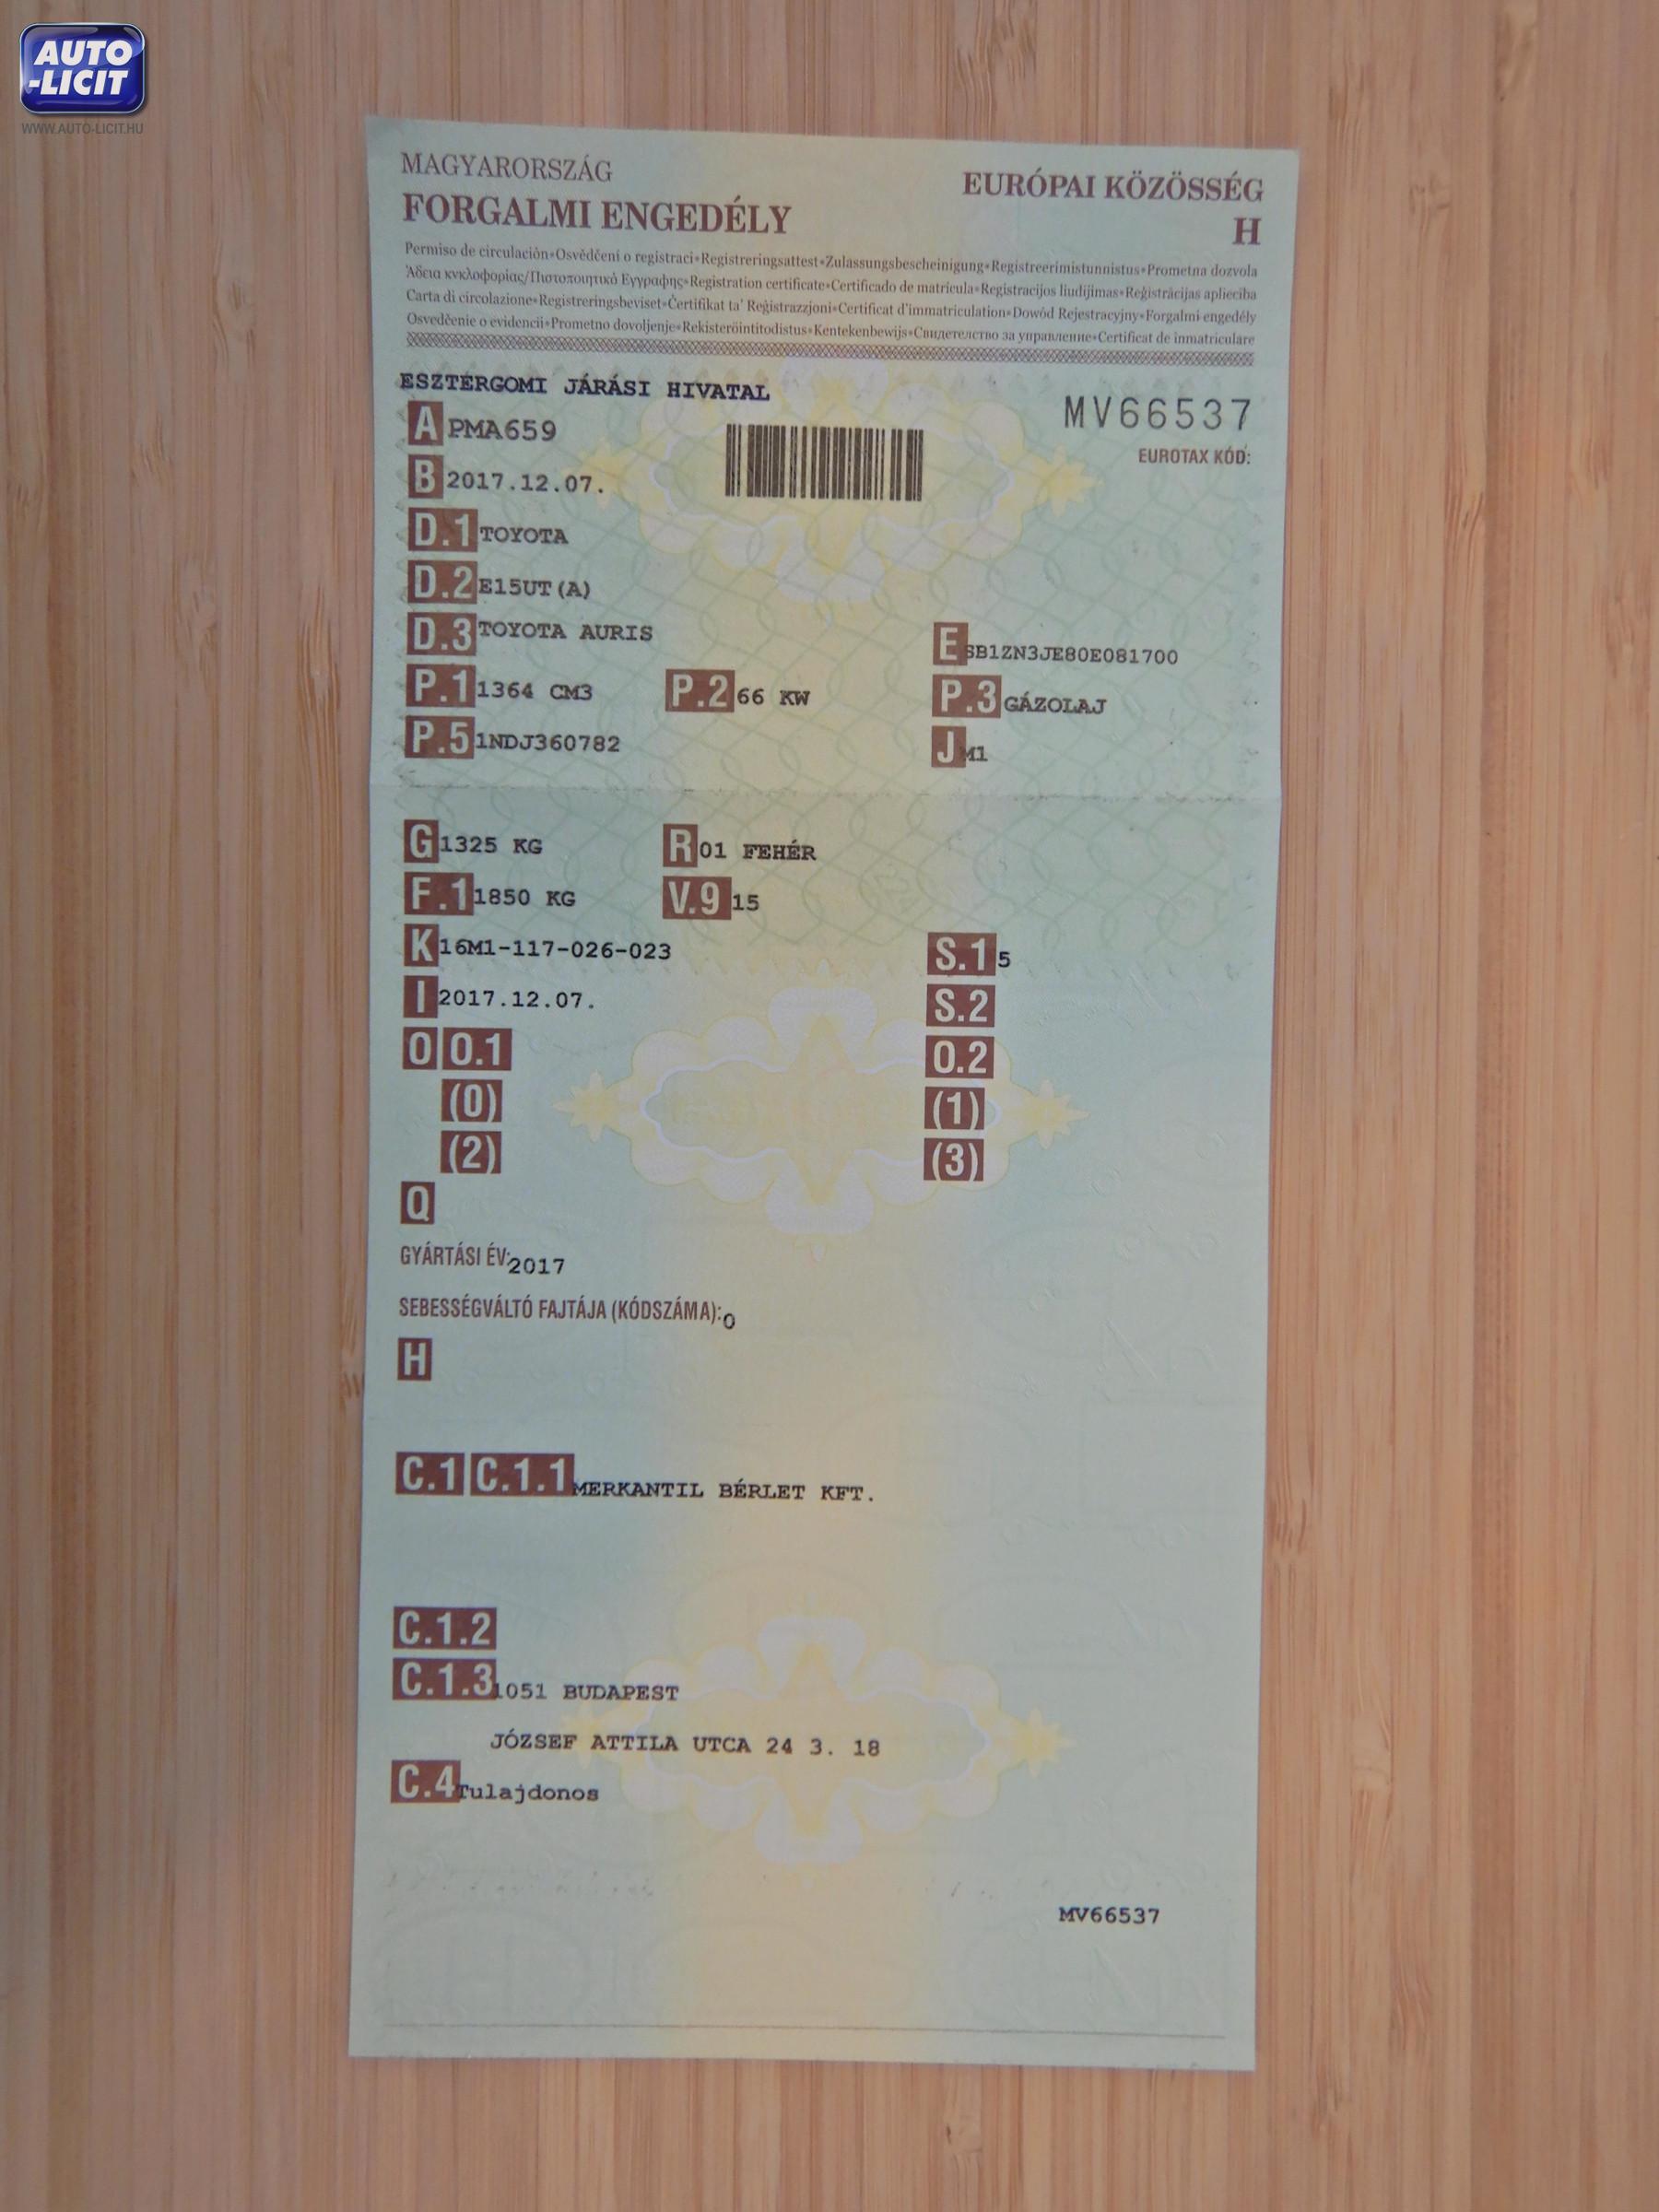 AUTO
-LICIT
WWW.AUTO-LICIT.HU
MAGYARORSZÁG
EURÓPAI KÖZÖSSÉG
FORGALMI ENGEDÉLY
H
Permiso de circulación•Osvědčení o registraci•Registreringsattest•Zulassungsbescheinigung•Registreerimistunnistus•Prometna dozvola
Άδεια κυκλοφορίας/Πιστοποιητικό Εγγραφης•Registration certificate•Certificado de matricula•Registracijos liudijimas•Reģistrācijas apliecība
Carta di circolazione•Registreringsbeviset•Ċertifikat ta' Reġistrazzjoni•Certificat d'immatriculation•Dowód Rejestracyjny•Forgalmi engedély
Osvedčenie o evidencii•Prometno dovoljenje•Rekisteröintitodistus•Kentekenbewijs•Свидетелство за управление•Certificat de inmatriculare
ESZTERGOMI JÁRÁSI HIVATAL
MV66537
A PMA659
EUROTAX KÓD:
B 2017.12.07.
D.1 TOYOTA
D.2 E15UT(A)
D.3 TOYOTA AURIS
E SB1ZN3JE80E081700
P.1 1364 CM3 P.2 66 KW P.3 GÁZOLAJ
P.5 1NDJ360782 J M1
G 1325 KG R 01 FEHÉR
F.1 1850 KG V.9 15
K 16M1-117-026-023 S.1 5
I 2017.12.07. S.2
O O.1 O.2
(0) (1)
(2) (3)
Q
GYÁRTÁSI ÉV: 2017
SEBESSÉGVÁLTÓ FAJTÁJA (KÓDSZÁMA): 0
H
C.1 C.1.1 MERKANTIL BÉRLET KFT.
C.1.2
C.1.3 1051 BUDAPEST
JÓZSEF ATTILA UTCA 24 3. 18
C.4 Tulajdonos
MV66537